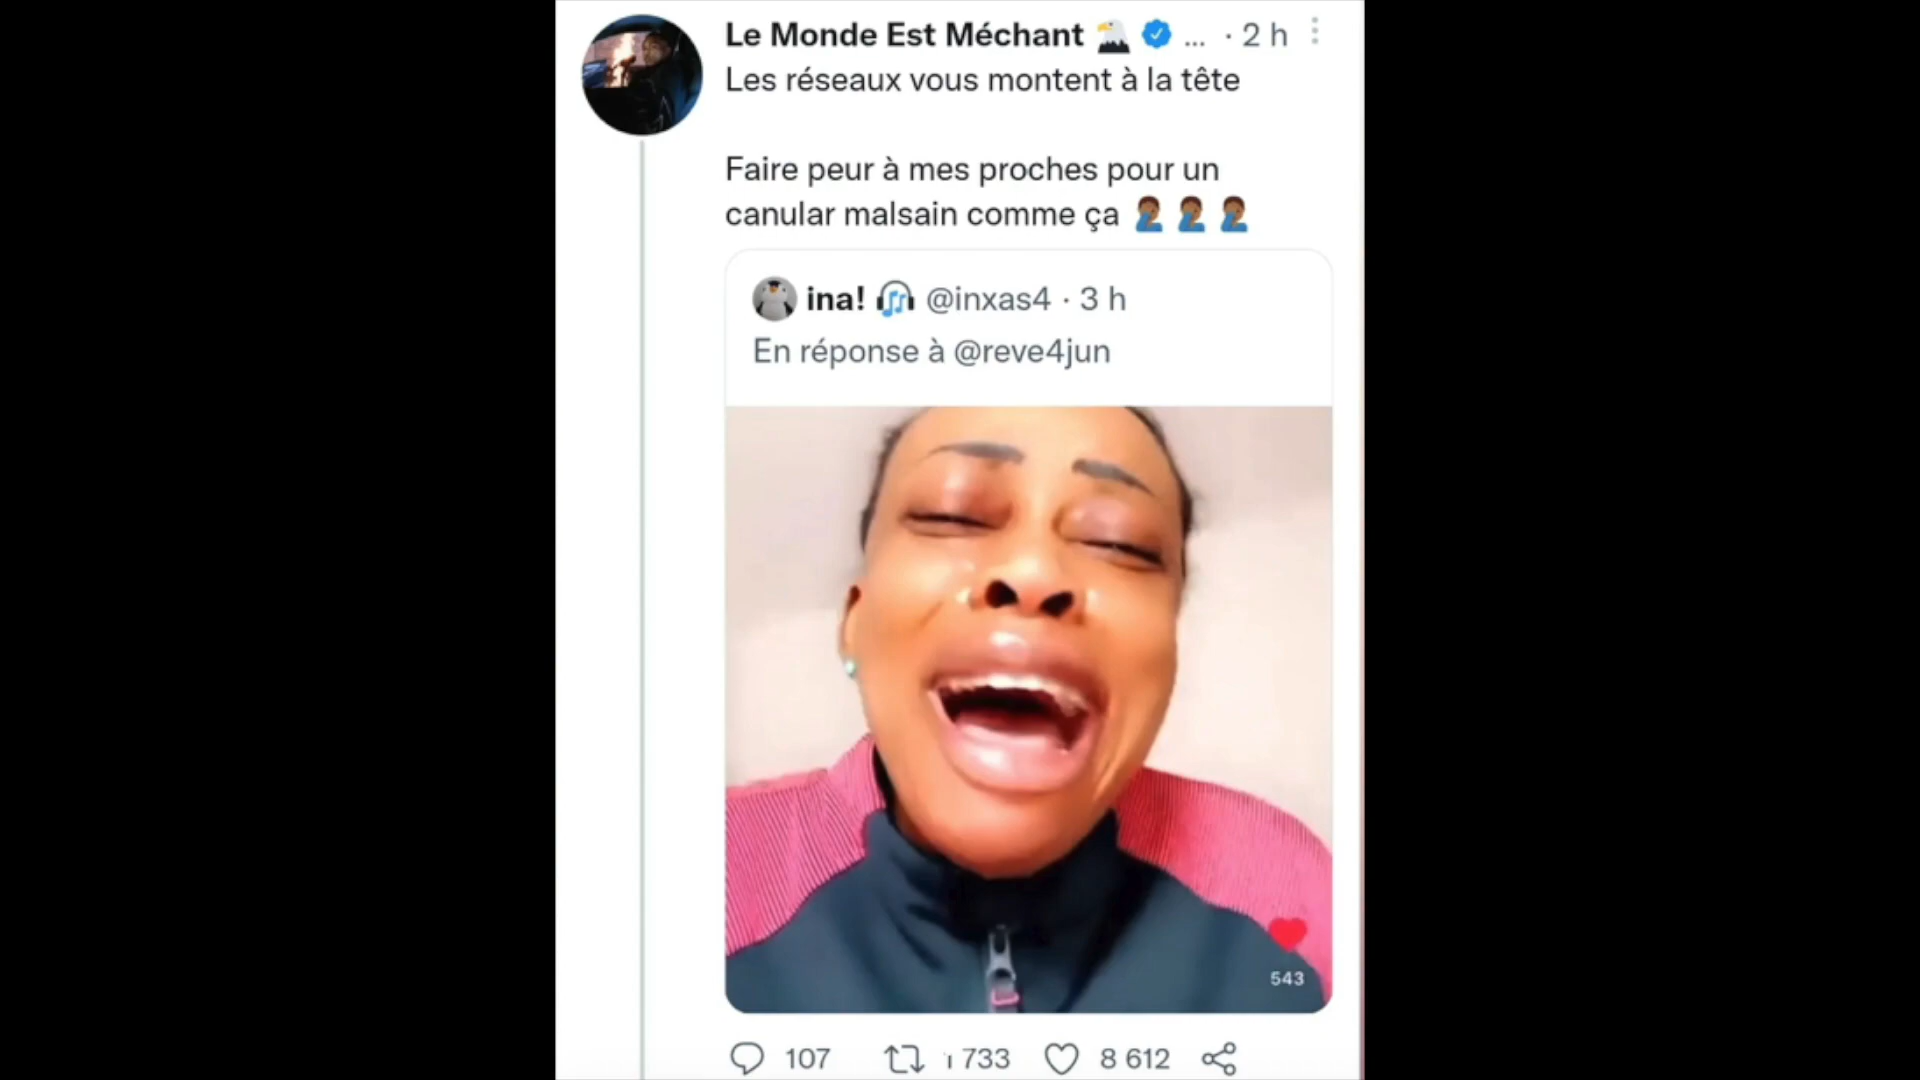 Le Monde Est Méchant 🦅 ... · 2 h
Les réseaux vous montent à la tête
Faire peur à mes proches pour un
canular malsain comme ça 🤦🏾‍♂️🤦🏾‍♂️🤦🏾‍♂️
ina! 🎧 @inxas4 · 3 h
En réponse à @reve4jun
543
107 1 733 8 612